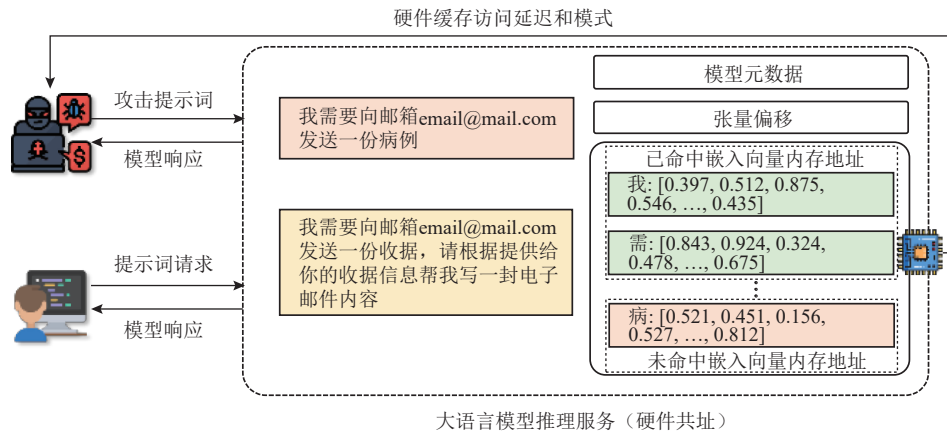 硬件缓存访问延迟和模式
攻击提示词
模型响应
我需要向邮箱email@mail.com
发送一份病例
模型元数据
张量偏移
已命中嵌入向量内存地址
我: [0.397, 0.512, 0.875,
0.546, …, 0.435]
需: [0.843, 0.924, 0.324,
0.478, …, 0.675]
⋮
病: [0.521, 0.451, 0.156,
0.527, …, 0.812]
未命中嵌入向量内存地址
提示词请求
模型响应
我需要向邮箱email@mail.com
发送一份收据，请根据提供给
你的收据信息帮我写一封电子
邮件内容
大语言模型推理服务（硬件共址）